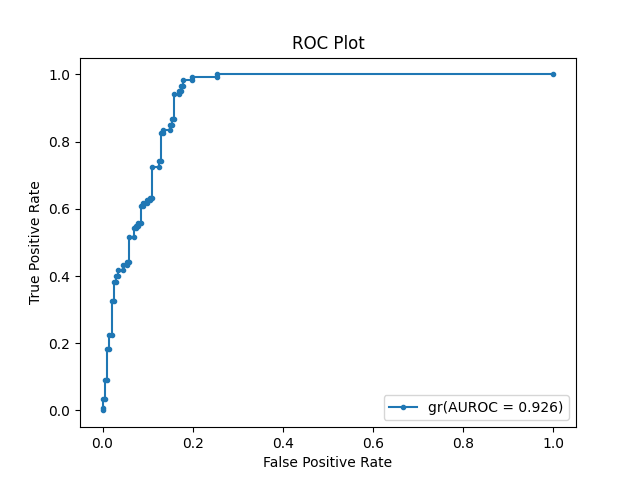 ROC Plot
True Positive Rate
1.0
0.8
0.6
0.4
0.2
0.0
0.0 0.2 0.4 0.6 0.8 1.0
False Positive Rate
gr(AUROC = 0.926)